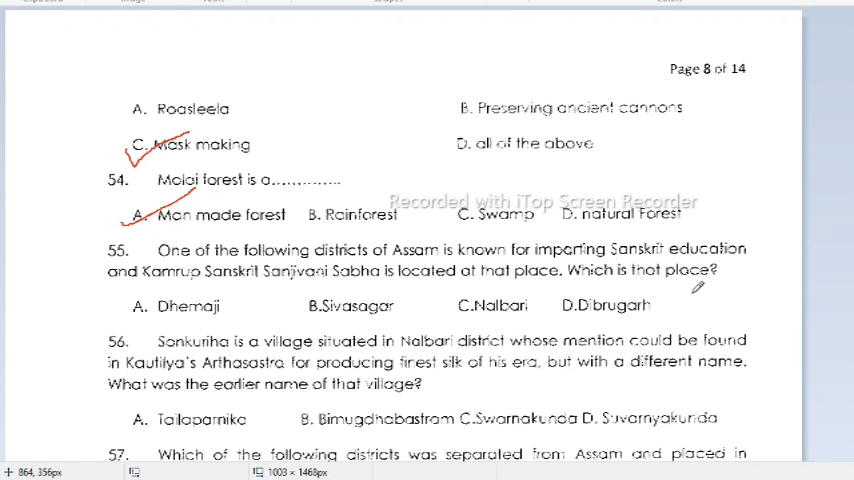 Page 8 of 14
A. Raasleela B. Preserving ancient cannons
C. Mask making D. all of the above
54. Molai forest is a.............
Recorded with iTop Screen Recorder
A. Man made forest B. Rainforest C. Swamp D. natural Forest
55. One of the following districts of Assam is known for imparting Sanskrit education
and Kamrup Sanskrit Sanjivani Sabha is located at that place. Which is that place?
A. Dhemaji B.Sivasagar C.Nalbari D.Dibrugarh
56. Sonkuriha is a village situated in Nalbari district whose mention could be found
in Kautilya's Arthasastra for producing finest silk of his era, but with a different name.
What was the earlier name of that village?
A. Tailaparnika B. Bimugdhabastram C.Swarnakunda D. Suvarnyakunda
57. Which of the following districts was separated from Assam and placed in
864, 356px 1003 × 1468px